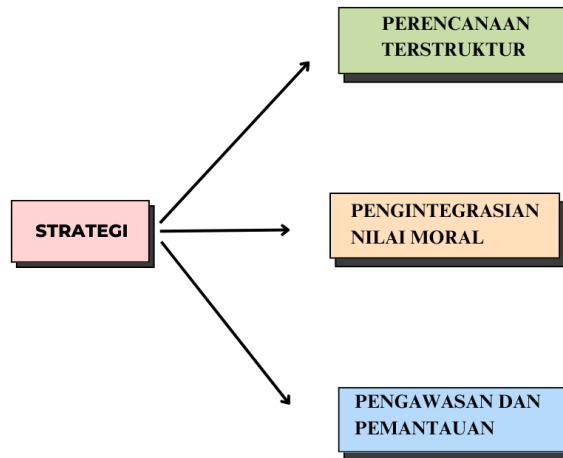 PERENCANAAN
TERSTRUKTUR
STRATEGI
PENGINTEGRASIAN
NILAI MORAL
PENGAWASAN DAN
PEMANTAUAN